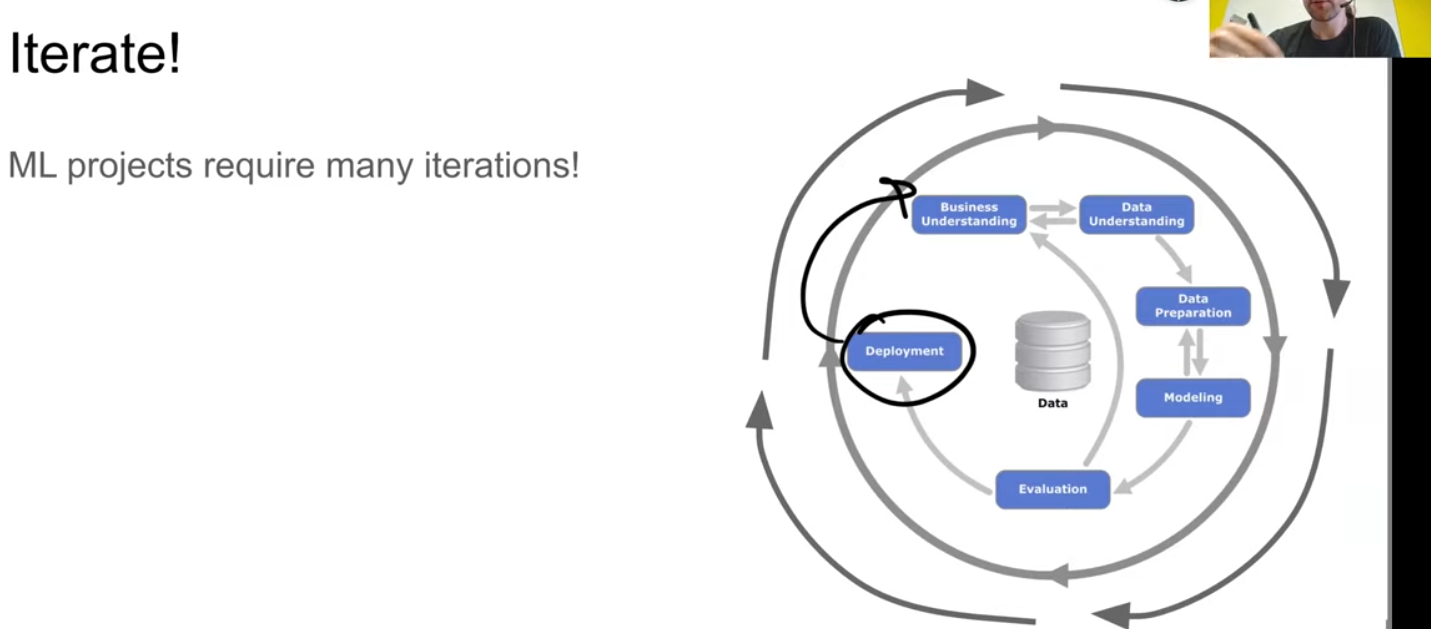 Iterate!
ML projects require many iterations!
Business
Understanding
Data
Understanding
Data
Preparation
Deployment
Data
Modeling
Evaluation